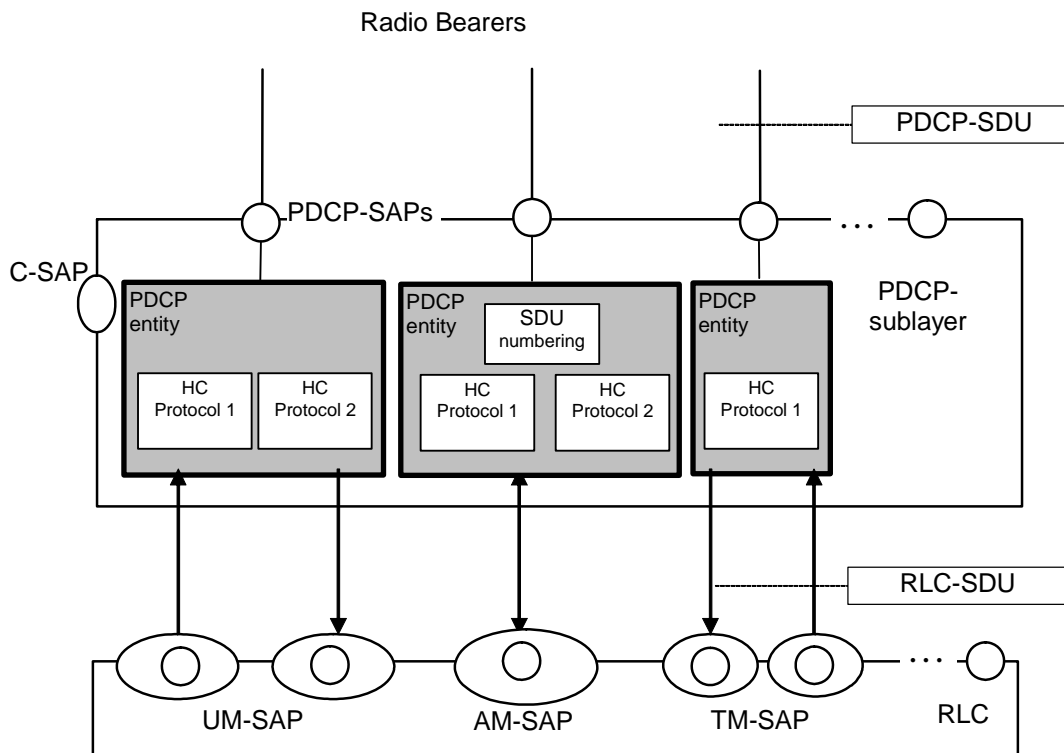 Radio Bearers
PDCP-SDU
PDCP-SAPs
...
C-SAP
PDCP
entity
HC
Protocol 1
HC
Protocol 2
PDCP
entity
SDU
numbering
HC
Protocol 1
HC
Protocol 2
PDCP
entity
HC
Protocol 1
PDCP-
sublayer
RLC-SDU
...
UM-SAP
AM-SAP
TM-SAP
RLC